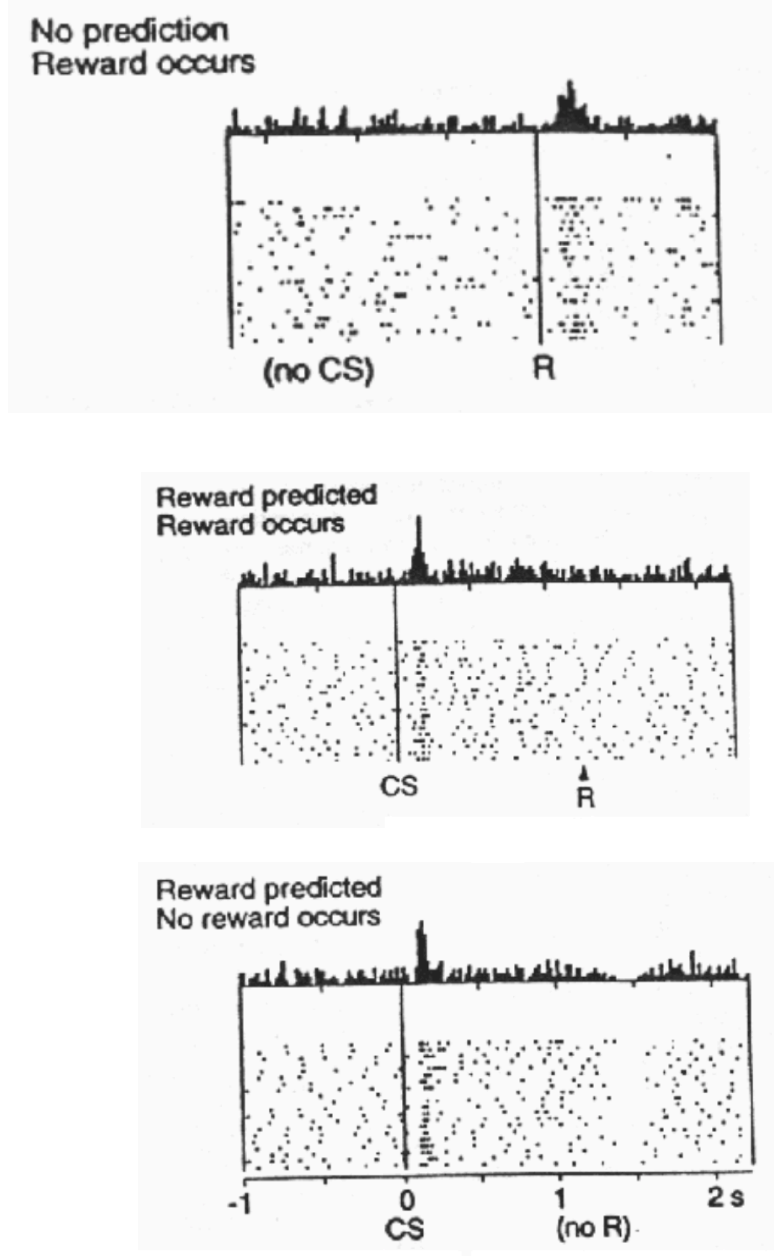 No prediction
Reward occurs
(no CS) R
Reward predicted
Reward occurs
CS
R
Reward predicted
No reward occurs
-1 0 1 2 s
CS (no R)